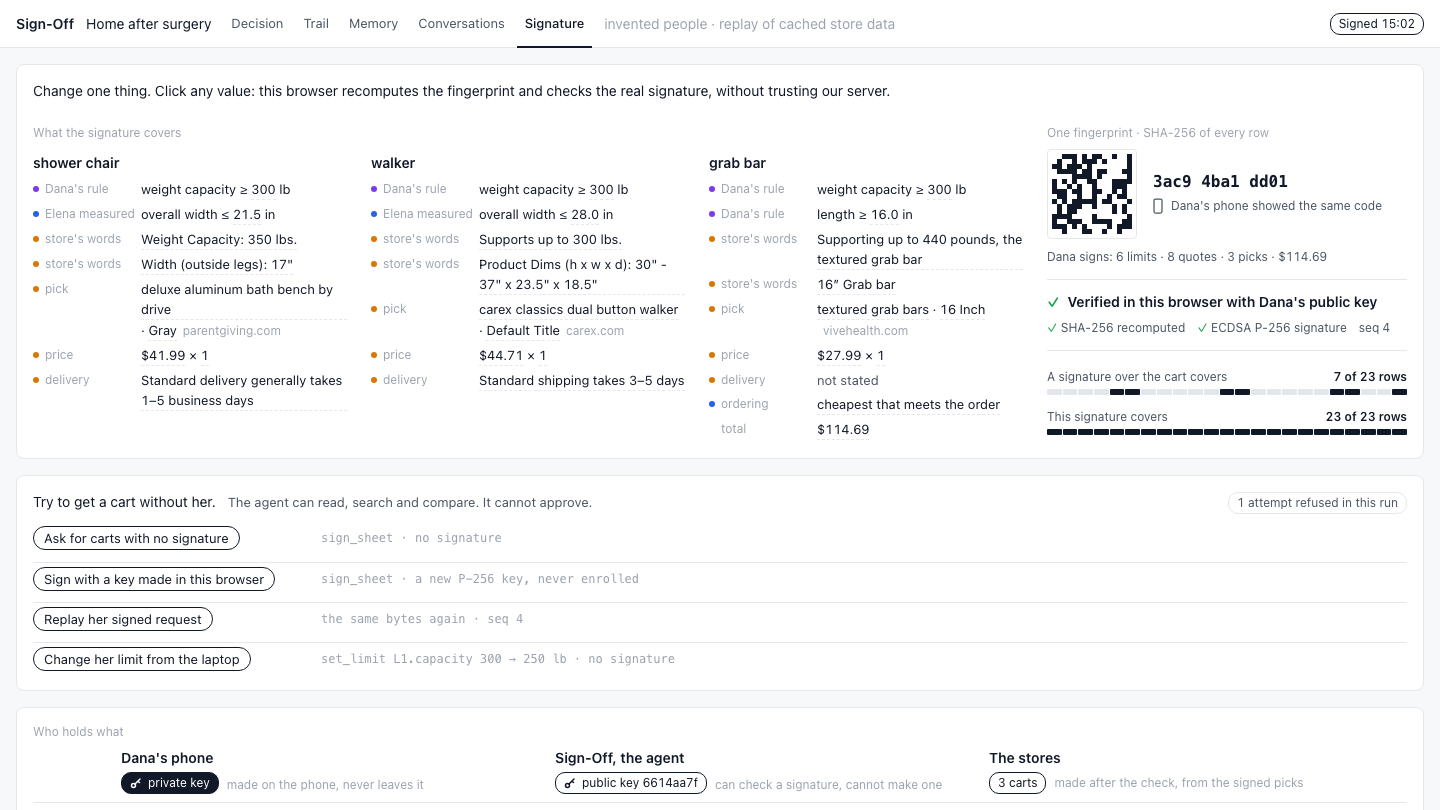 Sign-Off Home after surgery Decision Trail Memory Conversations Signature invented people · replay of cached store data Signed 15:02
Change one thing. Click any value: this browser recomputes the fingerprint and checks the real signature, without trusting our server.
What the signature covers
shower chair
Dana's rule weight capacity ≥ 300 lb
Elena measured overall width ≤ 21.5 in
store's words Weight Capacity: 350 lbs.
store's words Width (outside legs): 17"
pick deluxe aluminum bath bench by
drive
· Gray parentgiving.com
price $41.99 × 1
delivery Standard delivery generally takes
1–5 business days
walker
Dana's rule weight capacity ≥ 300 lb
Elena measured overall width ≤ 28.0 in
store's words Supports up to 300 lbs.
store's words Product Dims (h x w x d): 30" -
37" x 23.5" x 18.5"
pick carex classics dual button walker
· Default Title carex.com
price $44.71 × 1
delivery Standard shipping takes 3–5 days
grab bar
Dana's rule weight capacity ≥ 300 lb
Dana's rule length ≥ 16.0 in
store's words Supporting up to 440 pounds, the
textured grab bar
store's words 16″ Grab bar
pick textured grab bars · 16 Inch
vivehealth.com
price $27.99 × 1
delivery not stated
ordering cheapest that meets the order
total $114.69
One fingerprint · SHA-256 of every row
3ac9 4ba1 dd01
Dana's phone showed the same code
Dana signs: 6 limits · 8 quotes · 3 picks · $114.69
Verified in this browser with Dana's public key
SHA-256 recomputed ECDSA P-256 signature seq 4
A signature over the cart covers 7 of 23 rows
This signature covers 23 of 23 rows
Try to get a cart without her. The agent can read, search and compare. It cannot approve. 1 attempt refused in this run
Ask for carts with no signature sign_sheet · no signature
Sign with a key made in this browser sign_sheet · a new P-256 key, never enrolled
Replay her signed request the same bytes again · seq 4
Change her limit from the laptop set_limit L1.capacity 300 → 250 lb · no signature
Who holds what
Dana's phone Sign-Off, the agent The stores
private key made on the phone, never leaves it public key 6614aa7f can check a signature, cannot make one 3 carts made after the check, from the signed picks